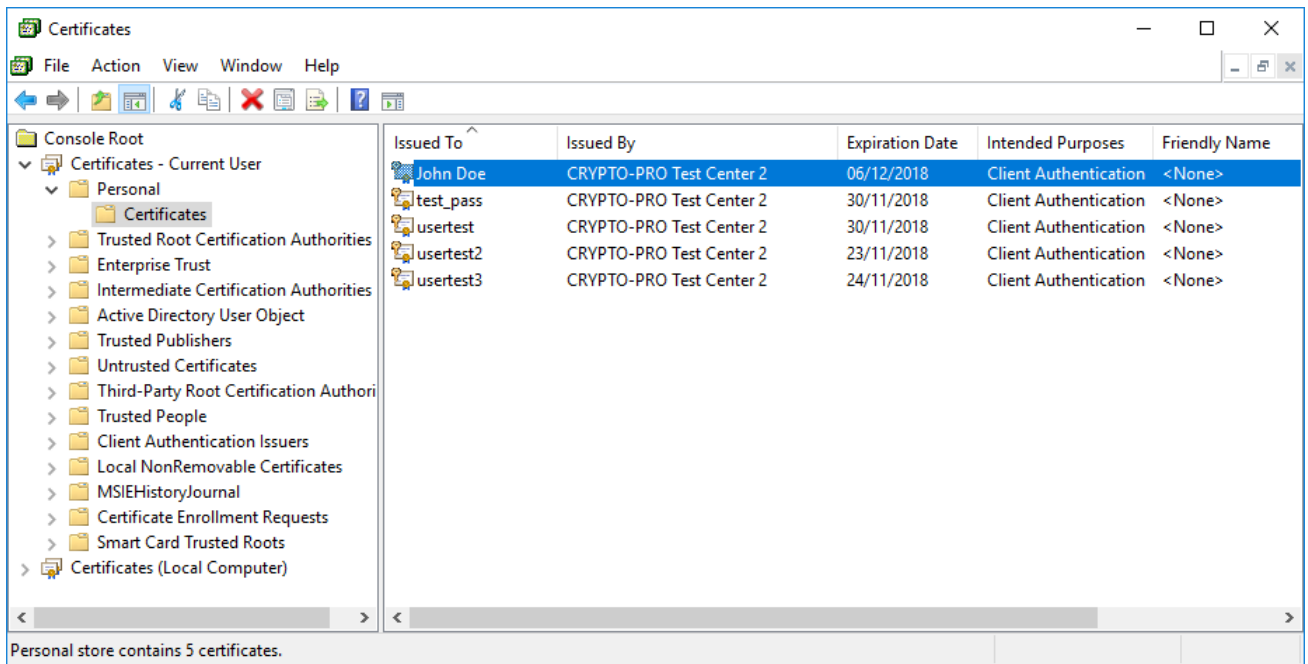 Certificates
File Action View Window Help
Console Root
Certificates - Current User
Personal
Certificates
Trusted Root Certification Authorities
Enterprise Trust
Intermediate Certification Authorities
Active Directory User Object
Trusted Publishers
Untrusted Certificates
Third-Party Root Certification Authori
Trusted People
Client Authentication Issuers
Local NonRemovable Certificates
MSIEHistoryJournal
Certificate Enrollment Requests
Smart Card Trusted Roots
Certificates (Local Computer)
Issued To Issued By Expiration Date Intended Purposes Friendly Name
John Doe CRYPTO-PRO Test Center 2 06/12/2018 Client Authentication <None>
test_pass CRYPTO-PRO Test Center 2 30/11/2018 Client Authentication <None>
usertest CRYPTO-PRO Test Center 2 30/11/2018 Client Authentication <None>
usertest2 CRYPTO-PRO Test Center 2 23/11/2018 Client Authentication <None>
usertest3 CRYPTO-PRO Test Center 2 24/11/2018 Client Authentication <None>
Personal store contains 5 certificates.